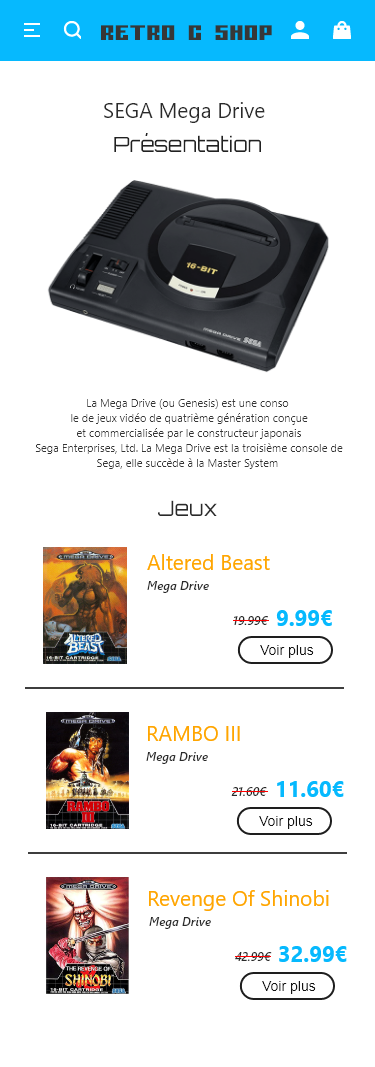 RETRO C SHOP
SEGA Mega Drive
Présentation
16-BIT
MEGA DRIVE SEGA
La Mega Drive (ou Genesis) est une conso
le de jeux vidéo de quatrième génération conçue
et commercialisée par le constructeur japonais
Sega Enterprises, Ltd. La Mega Drive est la troisième console de
Sega, elle succède à la Master System
Jeux
MEGA DRIVE
ALTERED
BEAST
16-BIT CARTRIDGE SEGA
Altered Beast
Mega Drive
19.99€ 9.99€
Voir plus
MEGA DRIVE
RAMBO
III
16-BIT CARTRIDGE SEGA
RAMBO III
Mega Drive
21.60€ 11.60€
Voir plus
MEGA DRIVE
THE REVENGE OF
SHINOBI
16-BIT CARTRIDGE SEGA
Revenge Of Shinobi
Mega Drive
42.99€ 32.99€
Voir plus